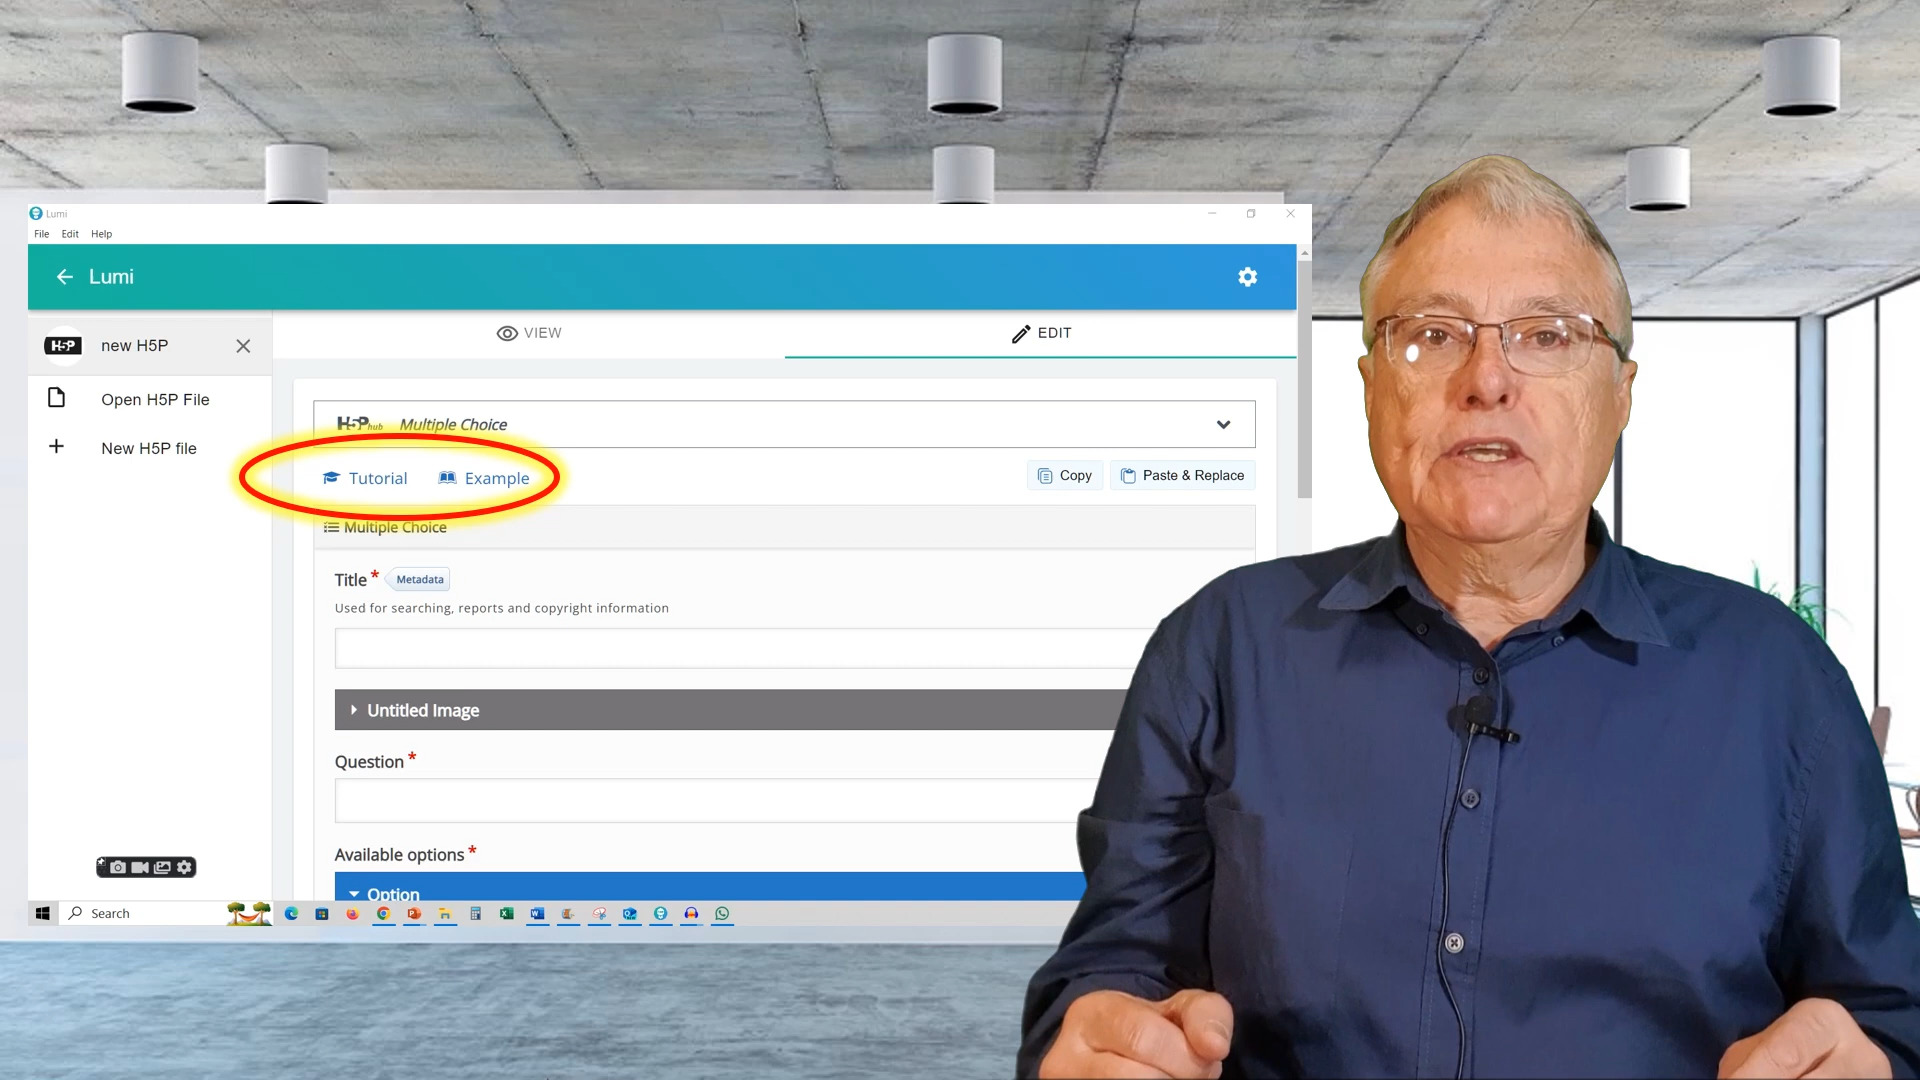 Lumi
File Edit Help
Lumi
H5P new H5P
VIEW
EDIT
Open H5P File
H5Phub Multiple Choice
New H5P file
Tutorial Example
Copy Paste & Replace
Multiple Choice
Title * Metadata
Used for searching, reports and copyright information
Untitled Image
Question *
Available options *
Option
Search